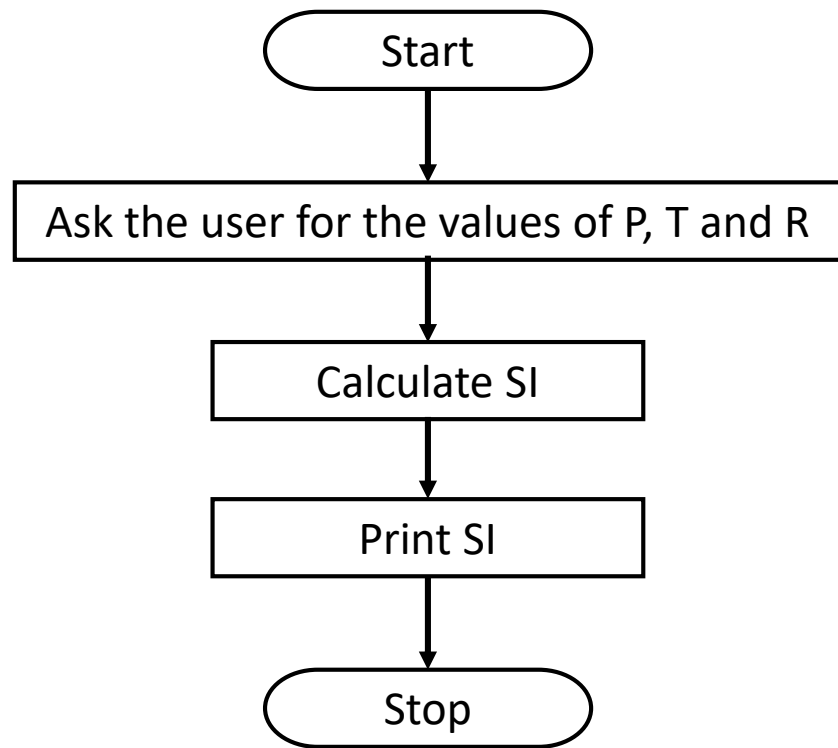 Start
Ask the user for the values of P, T and R
Calculate SI
Print SI
Stop